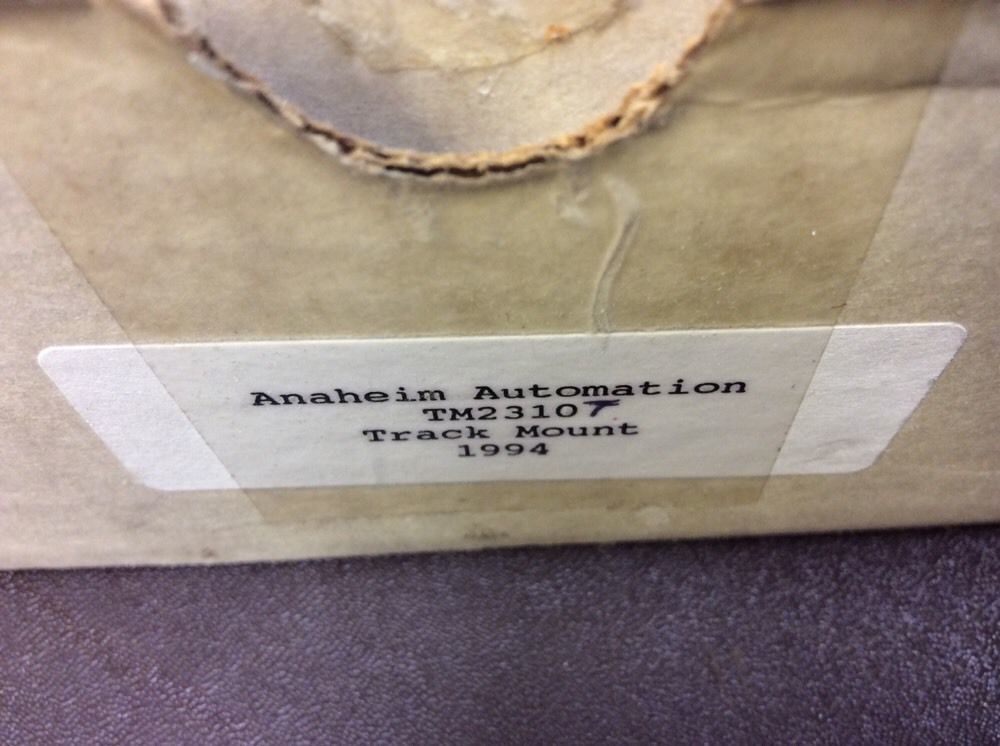 Anaheim Automation
TM2310T
Track Mount
1994